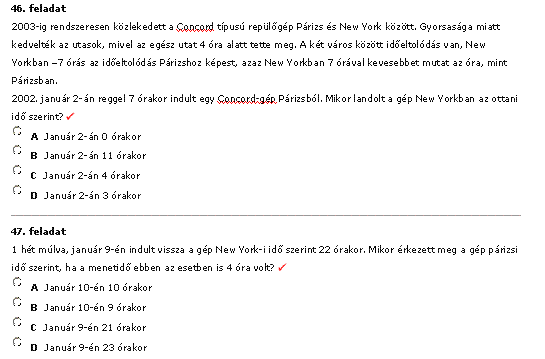 46. feladat
2003-ig rendszeresen közlekedett a Concord típusú repülőgép Párizs és New York között. Gyorsasága miatt
kedvelték az utasok, mivel az egész utat 4 óra alatt tette meg. A két város között időeltolódás van, New
Yorkban −7 órás az időeltolódás Párizshoz képest, azaz New Yorkban 7 órával kevesebbet mutat az óra, mint
Párizsban.
2002. január 2-án reggel 7 órakor indult egy Concord-gép Párizsból. Mikor landolt a gép New Yorkban az ottani
idő szerint?
A Január 2-án 0 órakor
B Január 2-án 11 órakor
C Január 2-án 4 órakor
D Január 2-án 3 órakor
47. feladat
1 hét múlva, január 9-én indult vissza a gép New York-i idő szerint 22 órakor. Mikor érkezett meg a gép párizsi
idő szerint, ha a menetidő ebben az esetben is 4 óra volt?
A Január 10-én 10 órakor
B Január 10-én 9 órakor
C Január 9-én 21 órakor
D Január 9-én 23 órakor